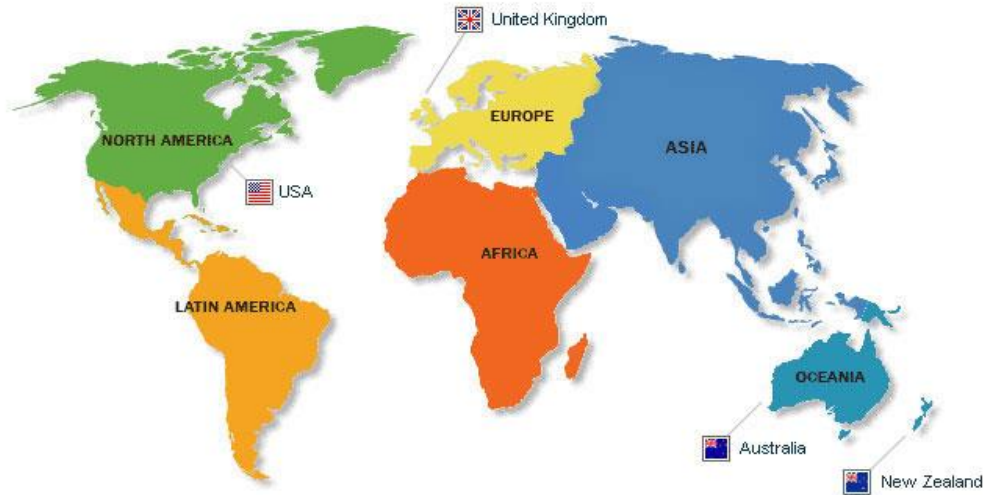 United Kingdom
EUROPE
NORTH AMERICA
ASIA
USA
AFRICA
LATIN AMERICA
OCEANIA
Australia
New Zealand